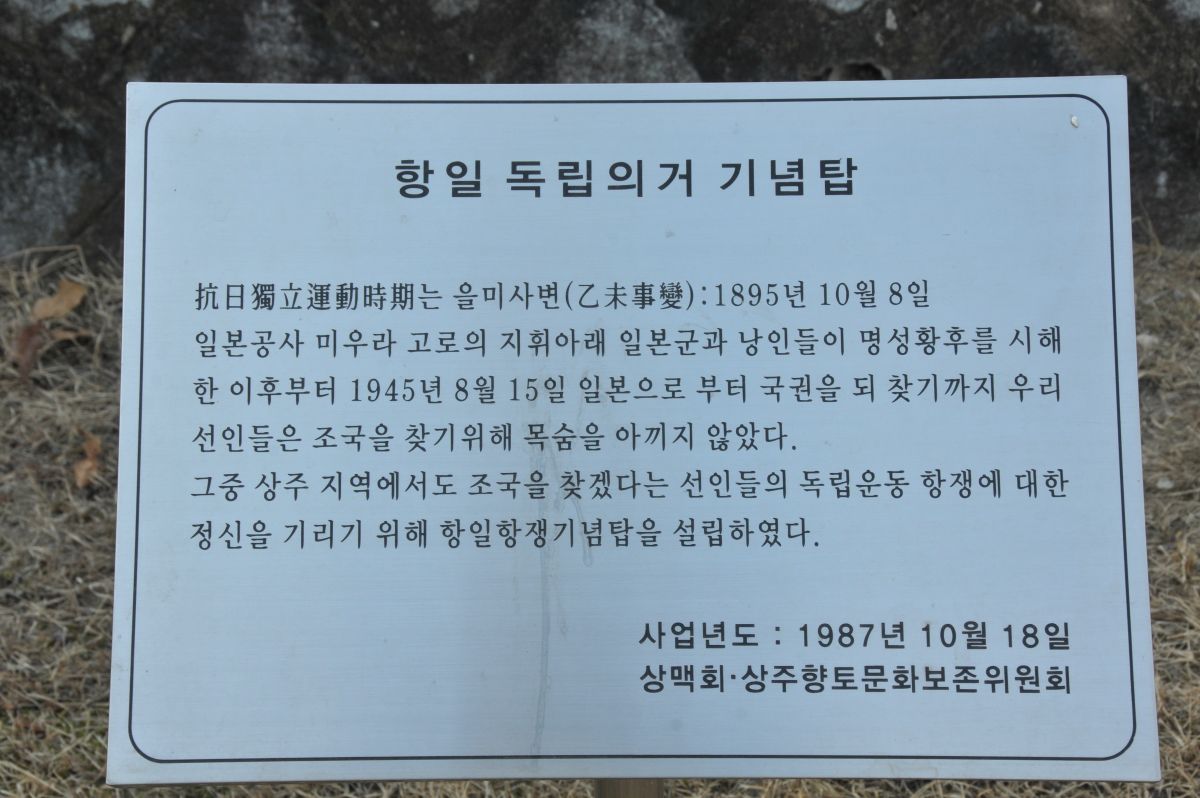 항일 독립의거 기념탑
抗日獨立運動時期는 을미사변(乙未事變):1895년 10월 8일
일본공사 미우라 고로의 지휘아래 일본군과 낭인들이 명성황후를 시해
한 이후부터 1945년 8월 15일 일본으로 부터 국권을 되 찾기까지 우리
선인들은 조국을 찾기위해 목숨을 아끼지 않았다.
그중 상주 지역에서도 조국을 찾겠다는 선인들의 독립운동 항쟁에 대한
정신을 기리기 위해 항일항쟁기념탑을 설립하였다.
사업년도 : 1987년 10월 18일
상맥회·상주향토문화보존위원회